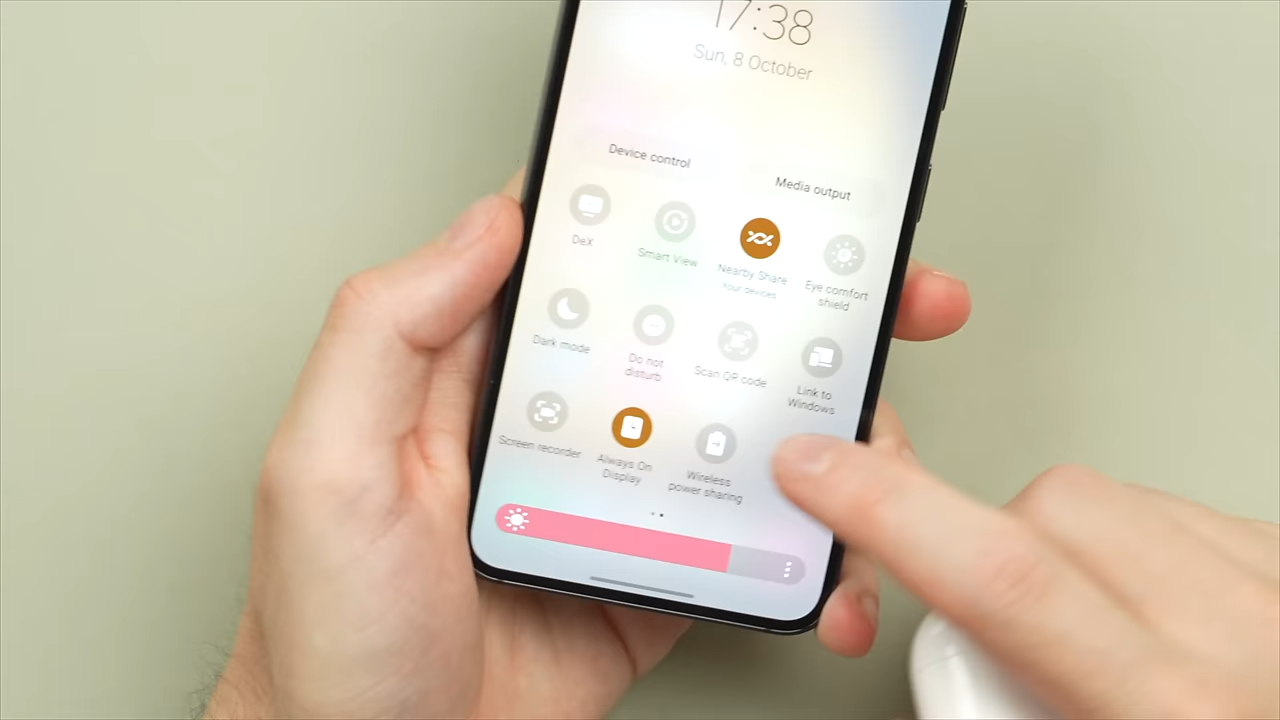 17:38
Sun, 8 October
Device control
Media output
DeX
Smart View
Nearby Share
Your devices
Eye comfort
shield
Dark mode
Do not
disturb
Scan QR code
Link to
Windows
Screen recorder
Always On
Display
Wireless
power sharing